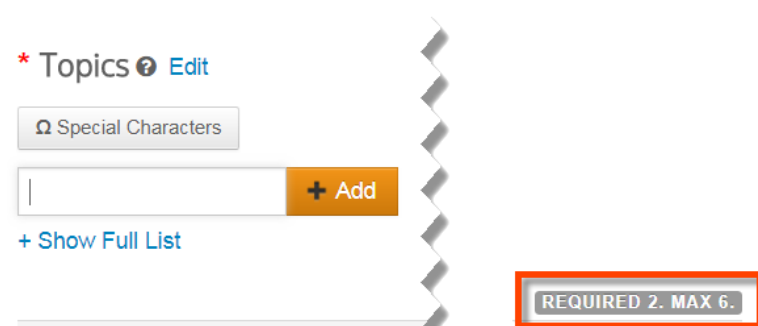 * Topics ? Edit
Ω Special Characters
+ Add
+ Show Full List
REQUIRED 2. MAX 6.